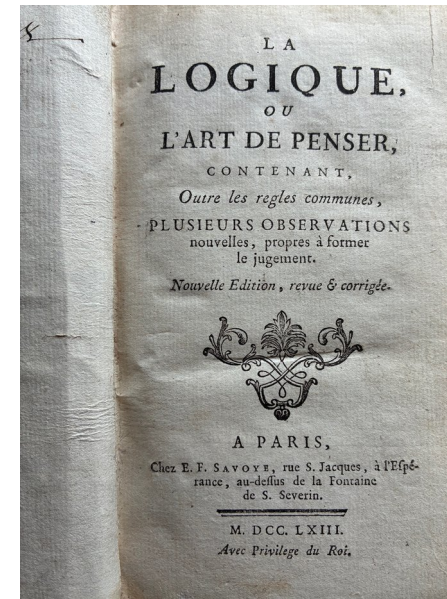 LA
LOGIQUE,
OU
L'ART DE PENSER,
CONTENANT,
Outre les regles communes,
PLUSIEURS OBSERVATIONS
nouvelles, propres à former
le jugement.
Nouvelle Edition, revue & corrigée.
A PARIS,
Chez E. F. SAVOYE, rue S. Jacques, à l'Eſpé-
rance, au-deſſus de la Fontaine
de S. Severin.
M. DCC. LXIII.
Avec Privilege du Roi.